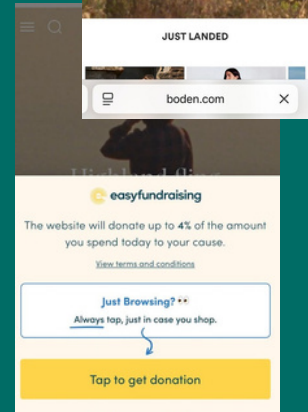 JUST LANDED
boden.com
Highland fling
easyfundraising
The website will donate up to 4% of the amount
you spend today to your cause.
View terms and conditions
Just Browsing? 👀
Always tap, just in case you shop.
Tap to get donation